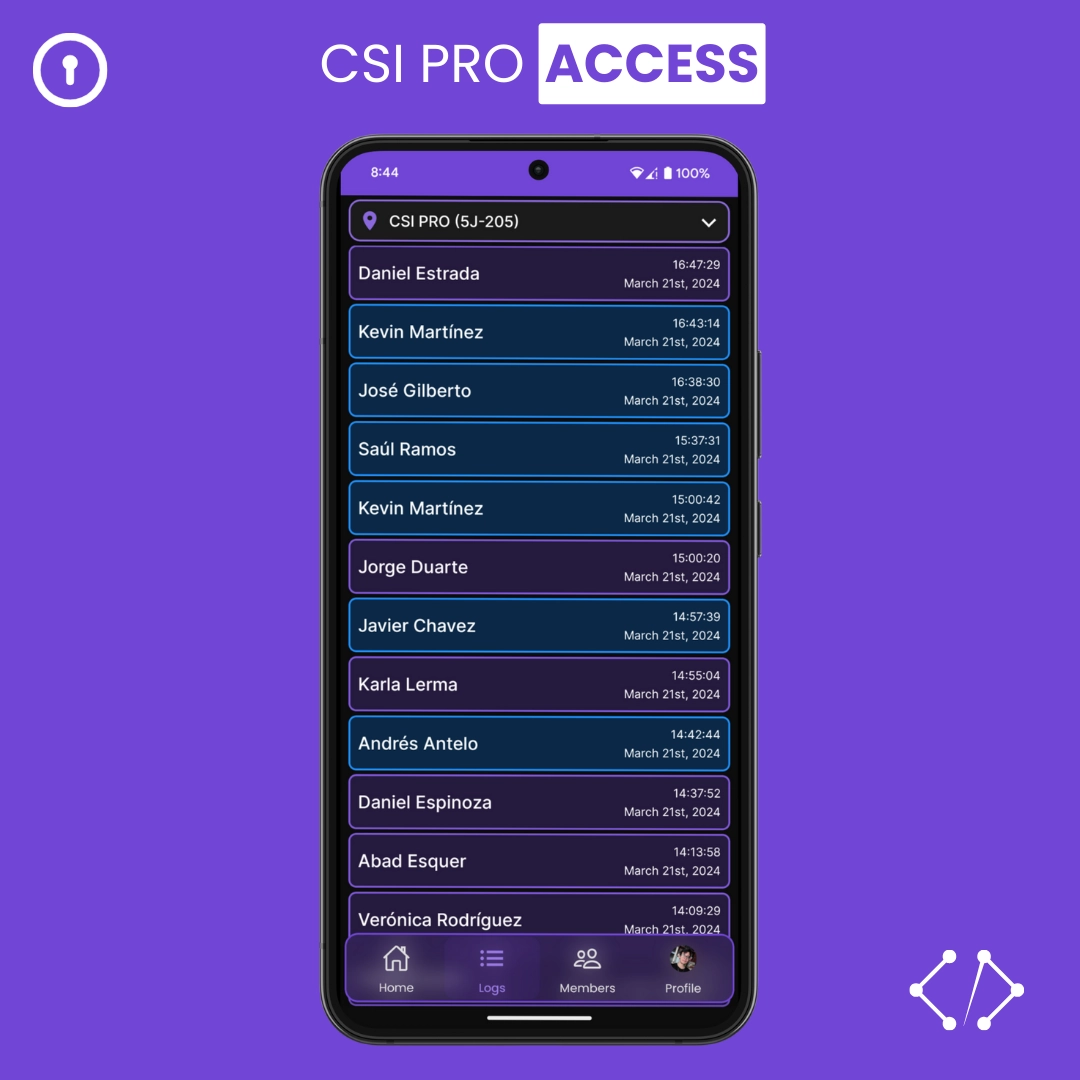 CSI PRO ACCESS
8:44 100%
CSI PRO (5J-205)
Daniel Estrada
16:47:29
March 21st, 2024
Kevin Martínez
16:43:14
March 21st, 2024
José Gilberto
16:38:30
March 21st, 2024
Saúl Ramos
15:37:31
March 21st, 2024
Kevin Martínez
15:00:42
March 21st, 2024
Jorge Duarte
15:00:20
March 21st, 2024
Javier Chavez
14:57:39
March 21st, 2024
Karla Lerma
14:55:04
March 21st, 2024
Andrés Antelo
14:42:44
March 21st, 2024
Daniel Espinoza
14:37:52
March 21st, 2024
Abad Esquer
14:13:58
March 21st, 2024
Verónica Rodríguez
14:09:29
March 21st, 2024
Home Logs Members Profile